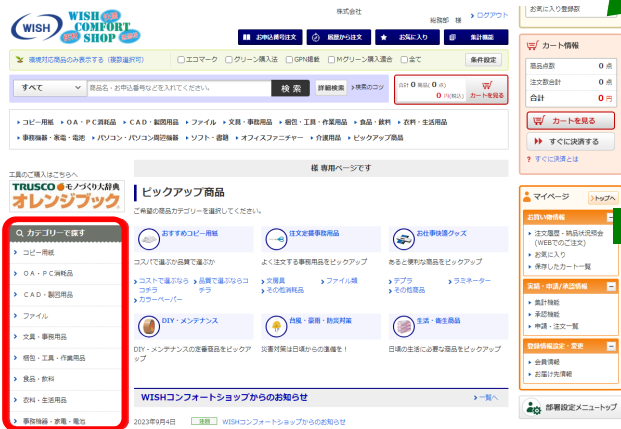 WISH
WISH
COMFORT
SHOP
株式会社
総務部 様
ログアウト
お申込番号注文
履歴から注文
お気に入り
集計機能
環境対応商品のみ表示する（複数選択可）
エコマーク
グリーン購入法
GPN掲載
Mグリーン購入適合
全て
条件設定
すべて
商品名・お申込番号などを入れてください。
検索
詳細検索
検索のコツ
合計 0 商品( 0 点)
0 円(税込)
カートを見る
コピー用紙
OA・PC消耗品
CAD・製図用品
ファイル
文具・事務用品
梱包・工具・作業用品
食品・飲料
衣料・生活用品
事務機器・家電・電池
パソコン・パソコン周辺機器
ソフト・書籍
オフィスファニチャー
介護用品
ピックアップ商品
様 専用ページです
工具のご購入はこちらへ
TRUSCO モノづくり大辞典
オレンジブック
カテゴリーで探す
コピー用紙
OA・PC消耗品
CAD・製図用品
ファイル
文具・事務用品
梱包・工具・作業用品
食品・飲料
衣料・生活用品
事務機器・家電・電池
ピックアップ商品
ご希望の商品カテゴリーを選択してください。
おすすめコピー用紙
コスパで選ぶか品質で選ぶか
コストで選ぶならコチラ
品質で選ぶならコチラ
カラーペーパー
注文定番事務用品
よく注文する事務用品をピックアップ
文房具
ファイル類
その他消耗品
お仕事快適グッズ
あると便利な商品をピックアップ
テプラ
ラミネーター
その他商品
DIY・メンテナンス
DIY・メンテナンスの定番商品をピックアップ
台風・豪雨・防災対策
災害対策は日頃からの準備を！
生活・衛生商品
日頃の生活に必要な商品をピックアップ
WISHコンフォートショップからのお知らせ
一覧へ
2023年9月4日
注目
WISHコンフォートショップからのお知らせ
お気に入り登録数
カート情報
商品点数 0 点
注文数合計 0 点
合計 0 円
カートを見る
すぐに決済する
すぐに決済とは
マイページ
トップへ
お買い物情報
注文履歴・納品状況照会
(WEBでのご注文)
お気に入り
保存したカート一覧
実績・申請/承認情報
集計機能
承認機能
申請・注文一覧
登録情報設定・変更
会員情報
お届け先情報
部署設定メニュートップ